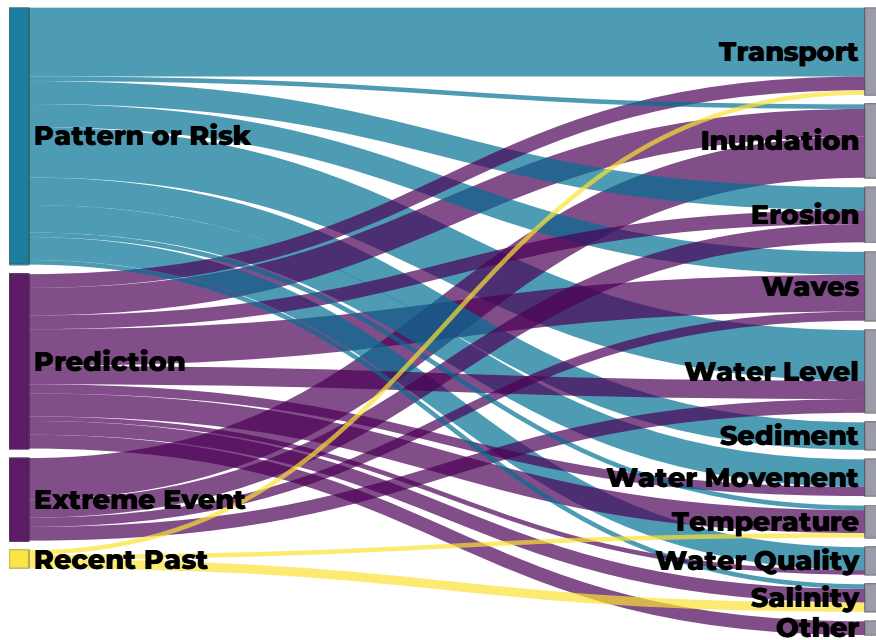 Pattern or Risk
Prediction
Extreme Event
Recent Past
Transport
Inundation
Erosion
Waves
Water Level
Sediment
Water Movement
Temperature
Water Quality
Salinity
Other